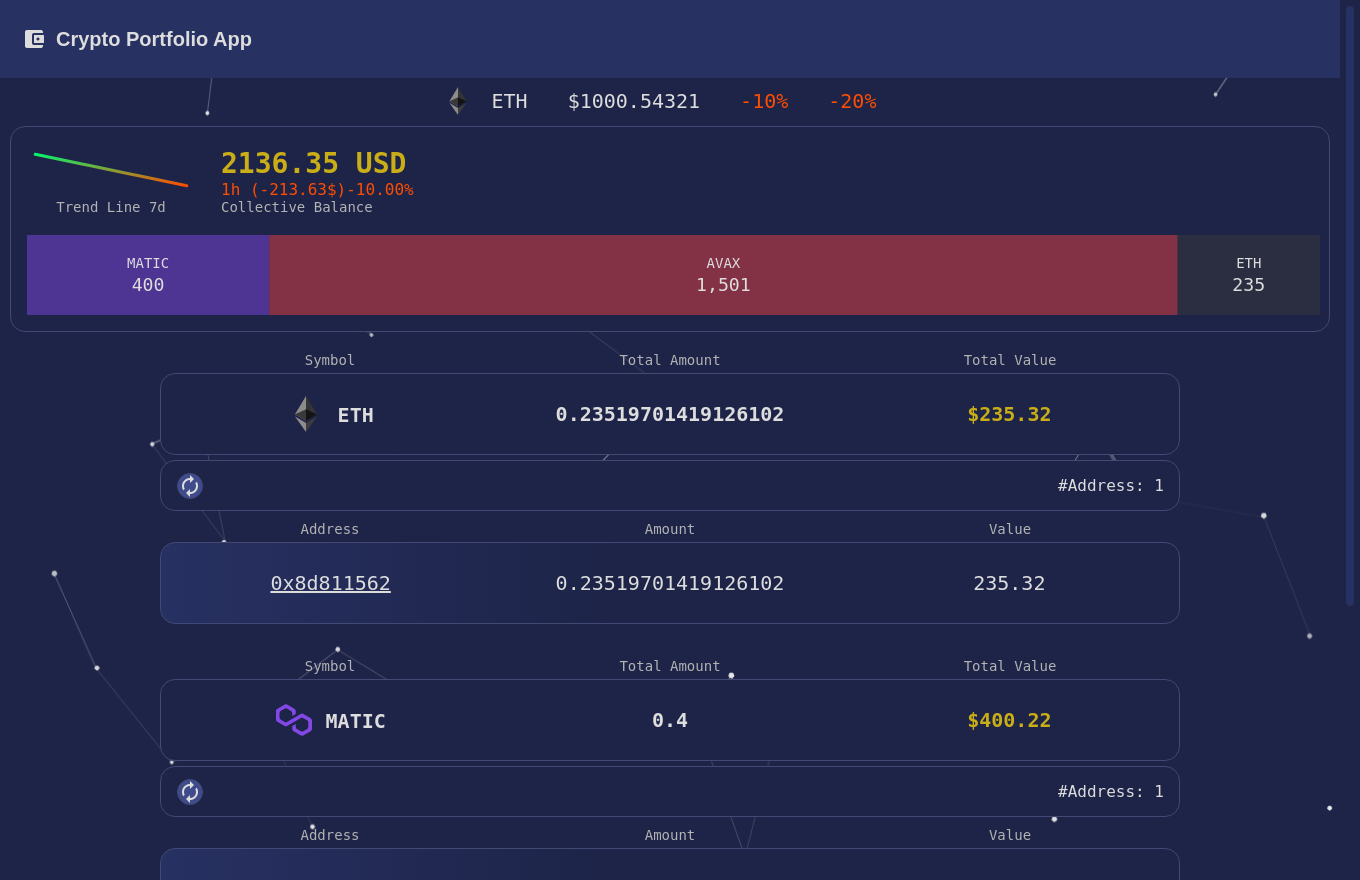 Crypto Portfolio App
ETH $1000.54321 -10% -20%
2136.35 USD
1h (-213.63$)-10.00%
Trend Line 7d Collective Balance
MATIC AVAX ETH
400 1,501 235
Symbol Total Amount Total Value
ETH 0.23519701419126102 $235.32
#Address: 1
Address Amount Value
0x8d811562 0.23519701419126102 235.32
Symbol Total Amount Total Value
MATIC 0.4 $400.22
#Address: 1
Address Amount Value